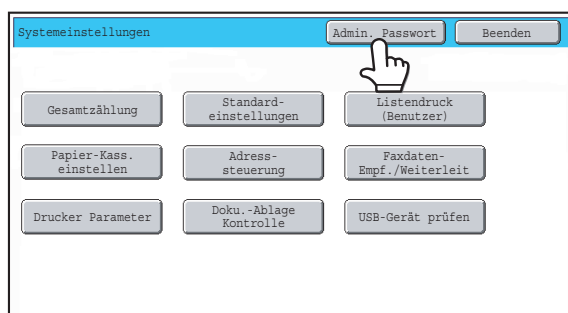 Systemeinstellungen
Admin. Passwort
Beenden
Gesamtzählung
Standard-
einstellungen
Listendruck
(Benutzer)
Papier-Kass.
einstellen
Adress-
steuerung
Faxdaten-
Empf./Weiterleit
Drucker Parameter
Doku.-Ablage
Kontrolle
USB-Gerät prüfen